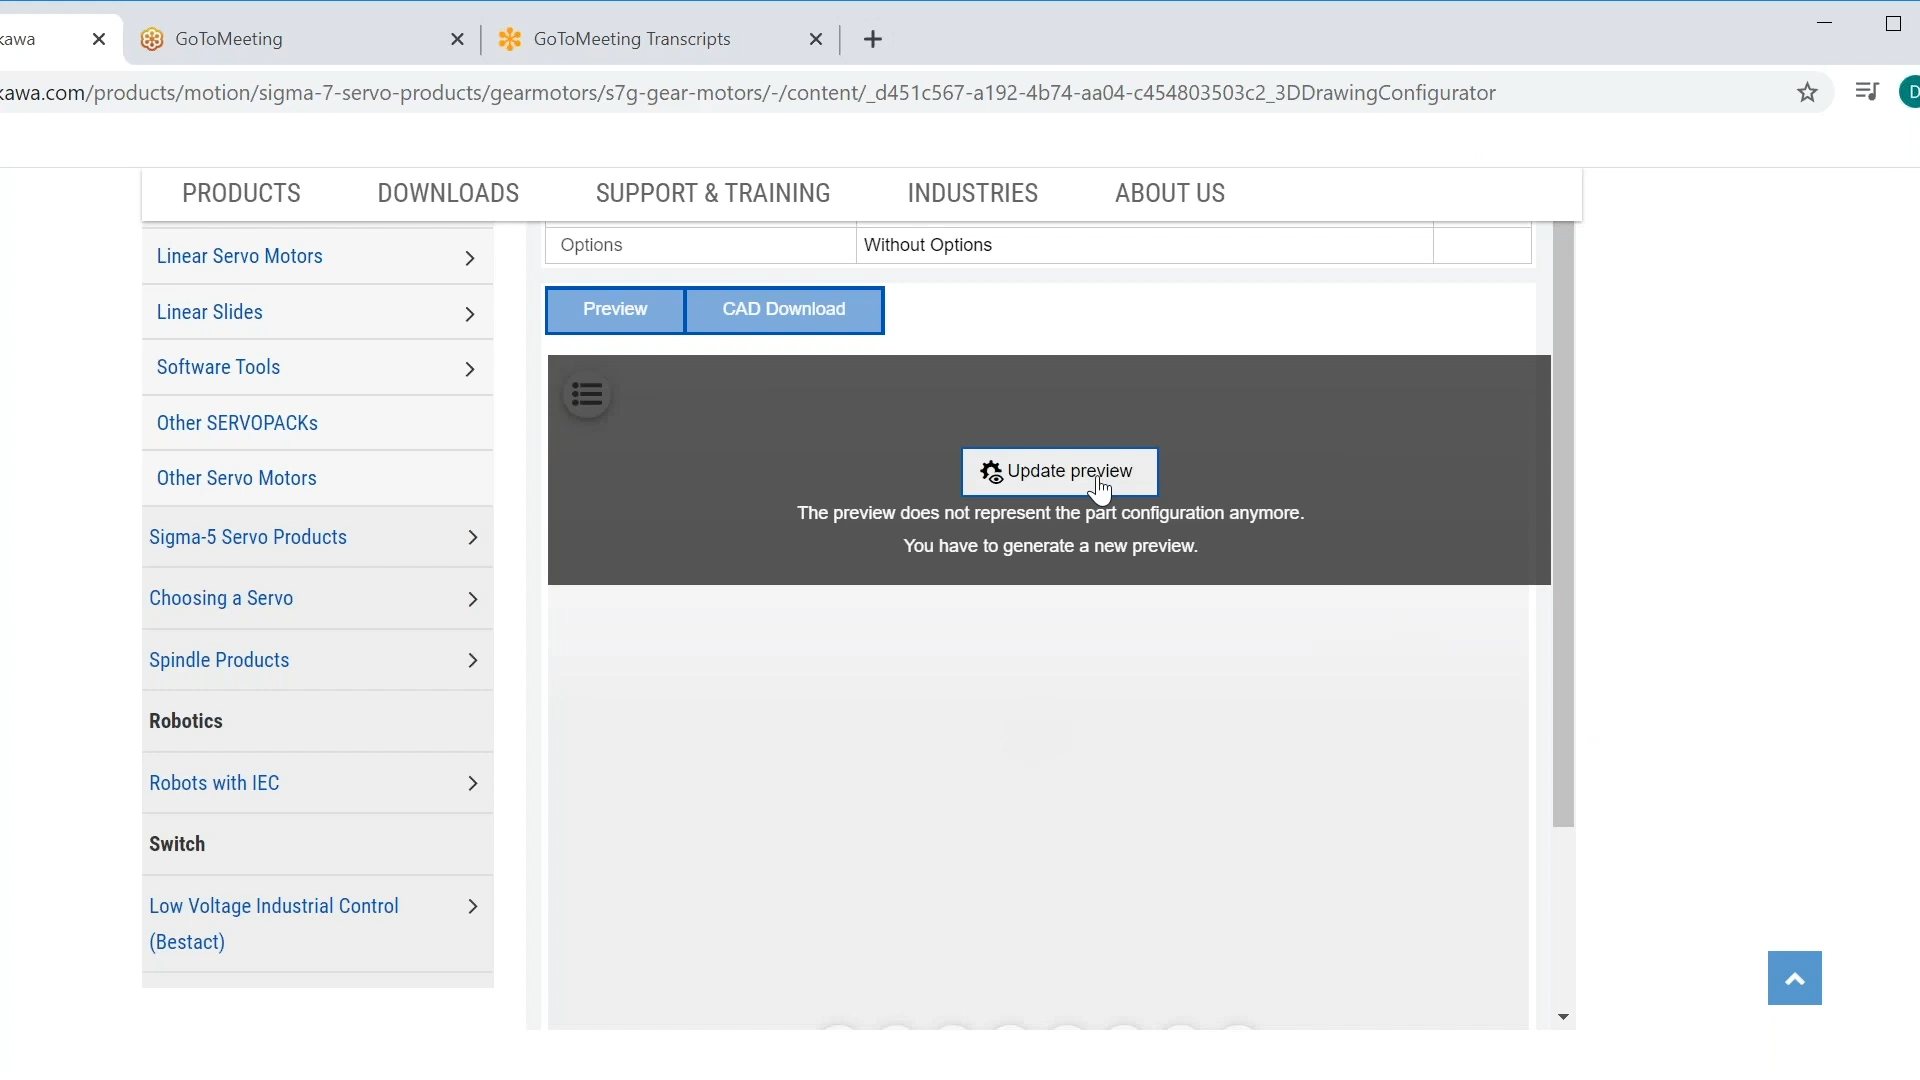 kawa
GoToMeeting
GoToMeeting Transcripts
kawa.com/products/motion/sigma-7-servo-products/gearmotors/s7g-gear-motors/-/content/_d451c567-a192-4b74-aa04-c454803503c2_3DDrawingConfigurator
D
PRODUCTS
DOWNLOADS
SUPPORT & TRAINING
INDUSTRIES
ABOUT US
Linear Servo Motors
Linear Slides
Software Tools
Other SERVOPACKs
Other Servo Motors
Sigma-5 Servo Products
Choosing a Servo
Spindle Products
Robotics
Robots with IEC
Switch
Low Voltage Industrial Control
(Bestact)
Options
Without Options
Preview
CAD Download
Update preview
The preview does not represent the part configuration anymore.
You have to generate a new preview.